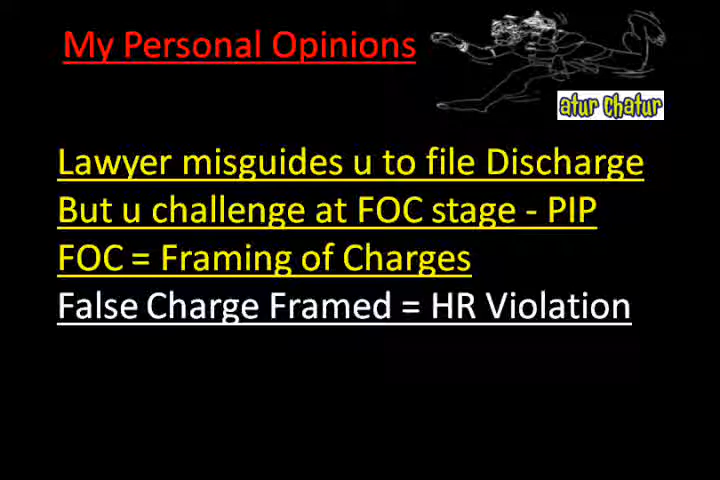 My Personal Opinions
atur chatur
Lawyer misguides u to file Discharge
But u challenge at FOC stage - PIP
FOC = Framing of Charges
False Charge Framed = HR Violation